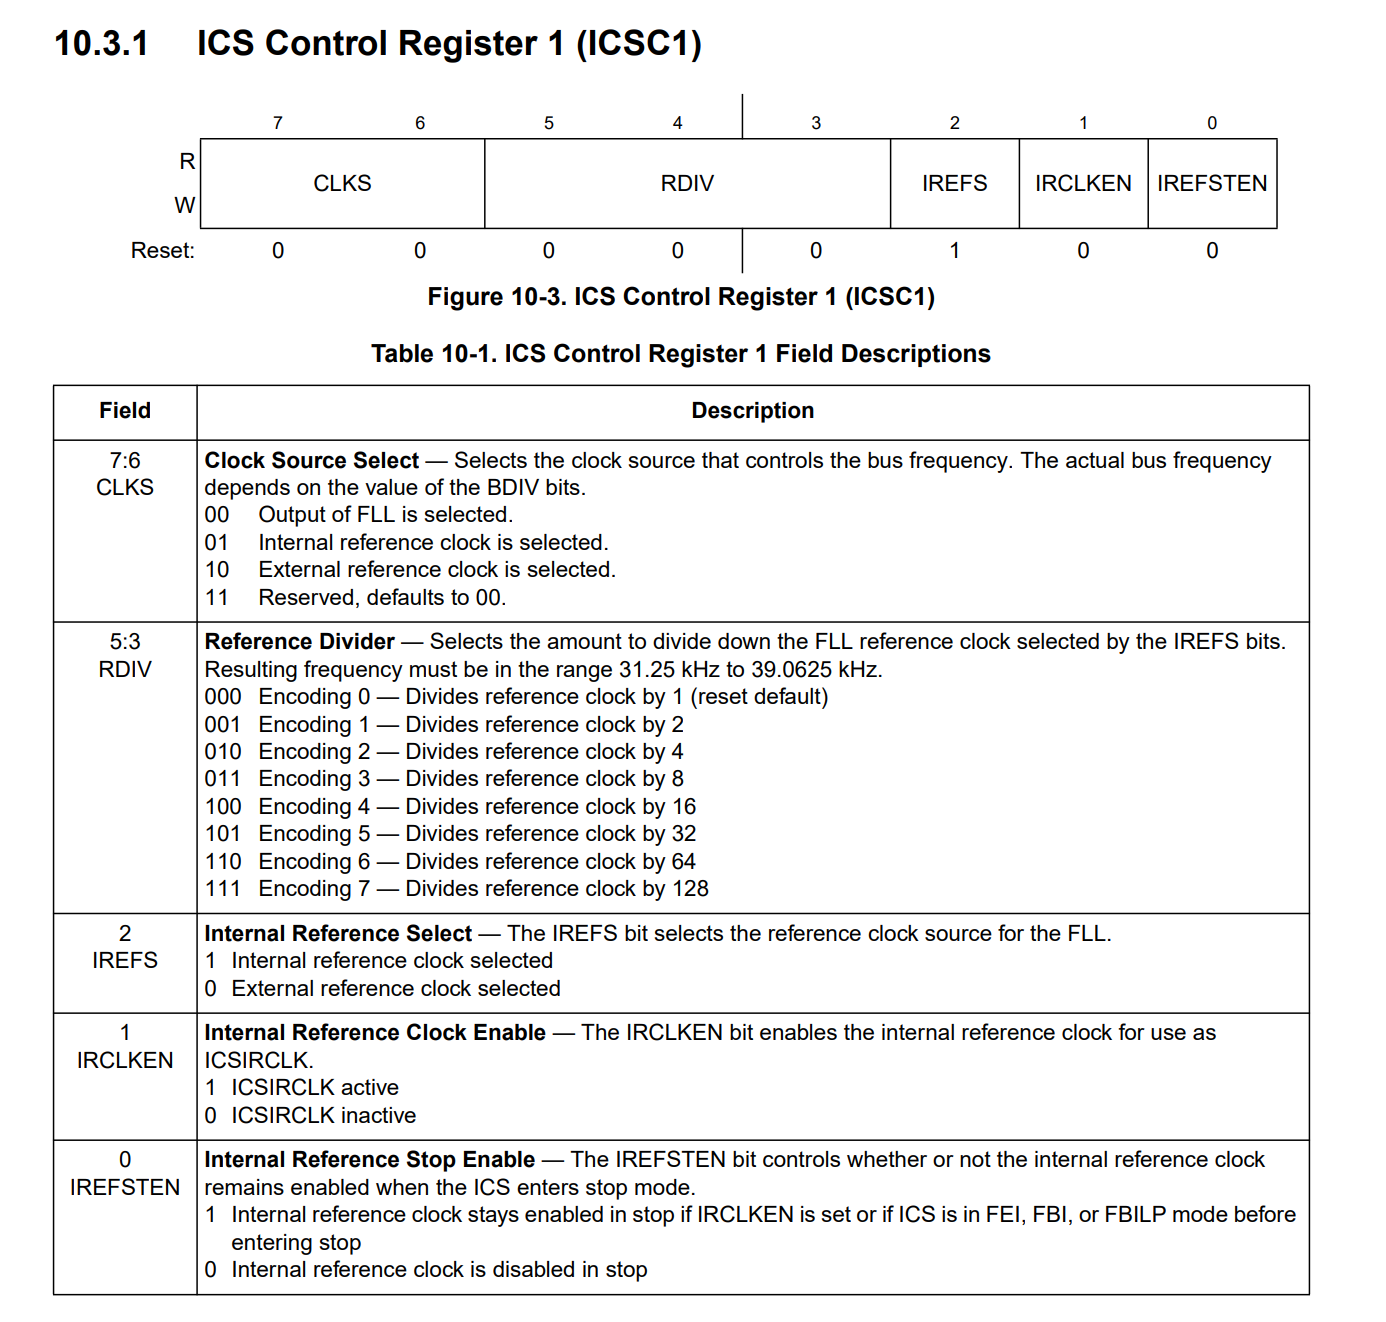 10.3.1 ICS Control Register 1 (ICSC1)
7 6 5 4 3 2 1 0
R
W
CLKS RDIV IREFS IRCLKEN IREFSTEN
Reset: 0 0 0 0 0 1 0 0
Figure 10-3. ICS Control Register 1 (ICSC1)
Table 10-1. ICS Control Register 1 Field Descriptions
Field Description
7:6
CLKS
Clock Source Select — Selects the clock source that controls the bus frequency. The actual bus frequency
depends on the value of the BDIV bits.
00 Output of FLL is selected.
01 Internal reference clock is selected.
10 External reference clock is selected.
11 Reserved, defaults to 00.
5:3
RDIV
Reference Divider — Selects the amount to divide down the FLL reference clock selected by the IREFS bits.
Resulting frequency must be in the range 31.25 kHz to 39.0625 kHz.
000 Encoding 0 — Divides reference clock by 1 (reset default)
001 Encoding 1 — Divides reference clock by 2
010 Encoding 2 — Divides reference clock by 4
011 Encoding 3 — Divides reference clock by 8
100 Encoding 4 — Divides reference clock by 16
101 Encoding 5 — Divides reference clock by 32
110 Encoding 6 — Divides reference clock by 64
111 Encoding 7 — Divides reference clock by 128
2
IREFS
Internal Reference Select — The IREFS bit selects the reference clock source for the FLL.
1 Internal reference clock selected
0 External reference clock selected
1
IRCLKEN
Internal Reference Clock Enable — The IRCLKEN bit enables the internal reference clock for use as
ICSIRCLK.
1 ICSIRCLK active
0 ICSIRCLK inactive
0
IREFSTEN
Internal Reference Stop Enable — The IREFSTEN bit controls whether or not the internal reference clock
remains enabled when the ICS enters stop mode.
1 Internal reference clock stays enabled in stop if IRCLKEN is set or if ICS is in FEI, FBI, or FBILP mode before
entering stop
0 Internal reference clock is disabled in stop